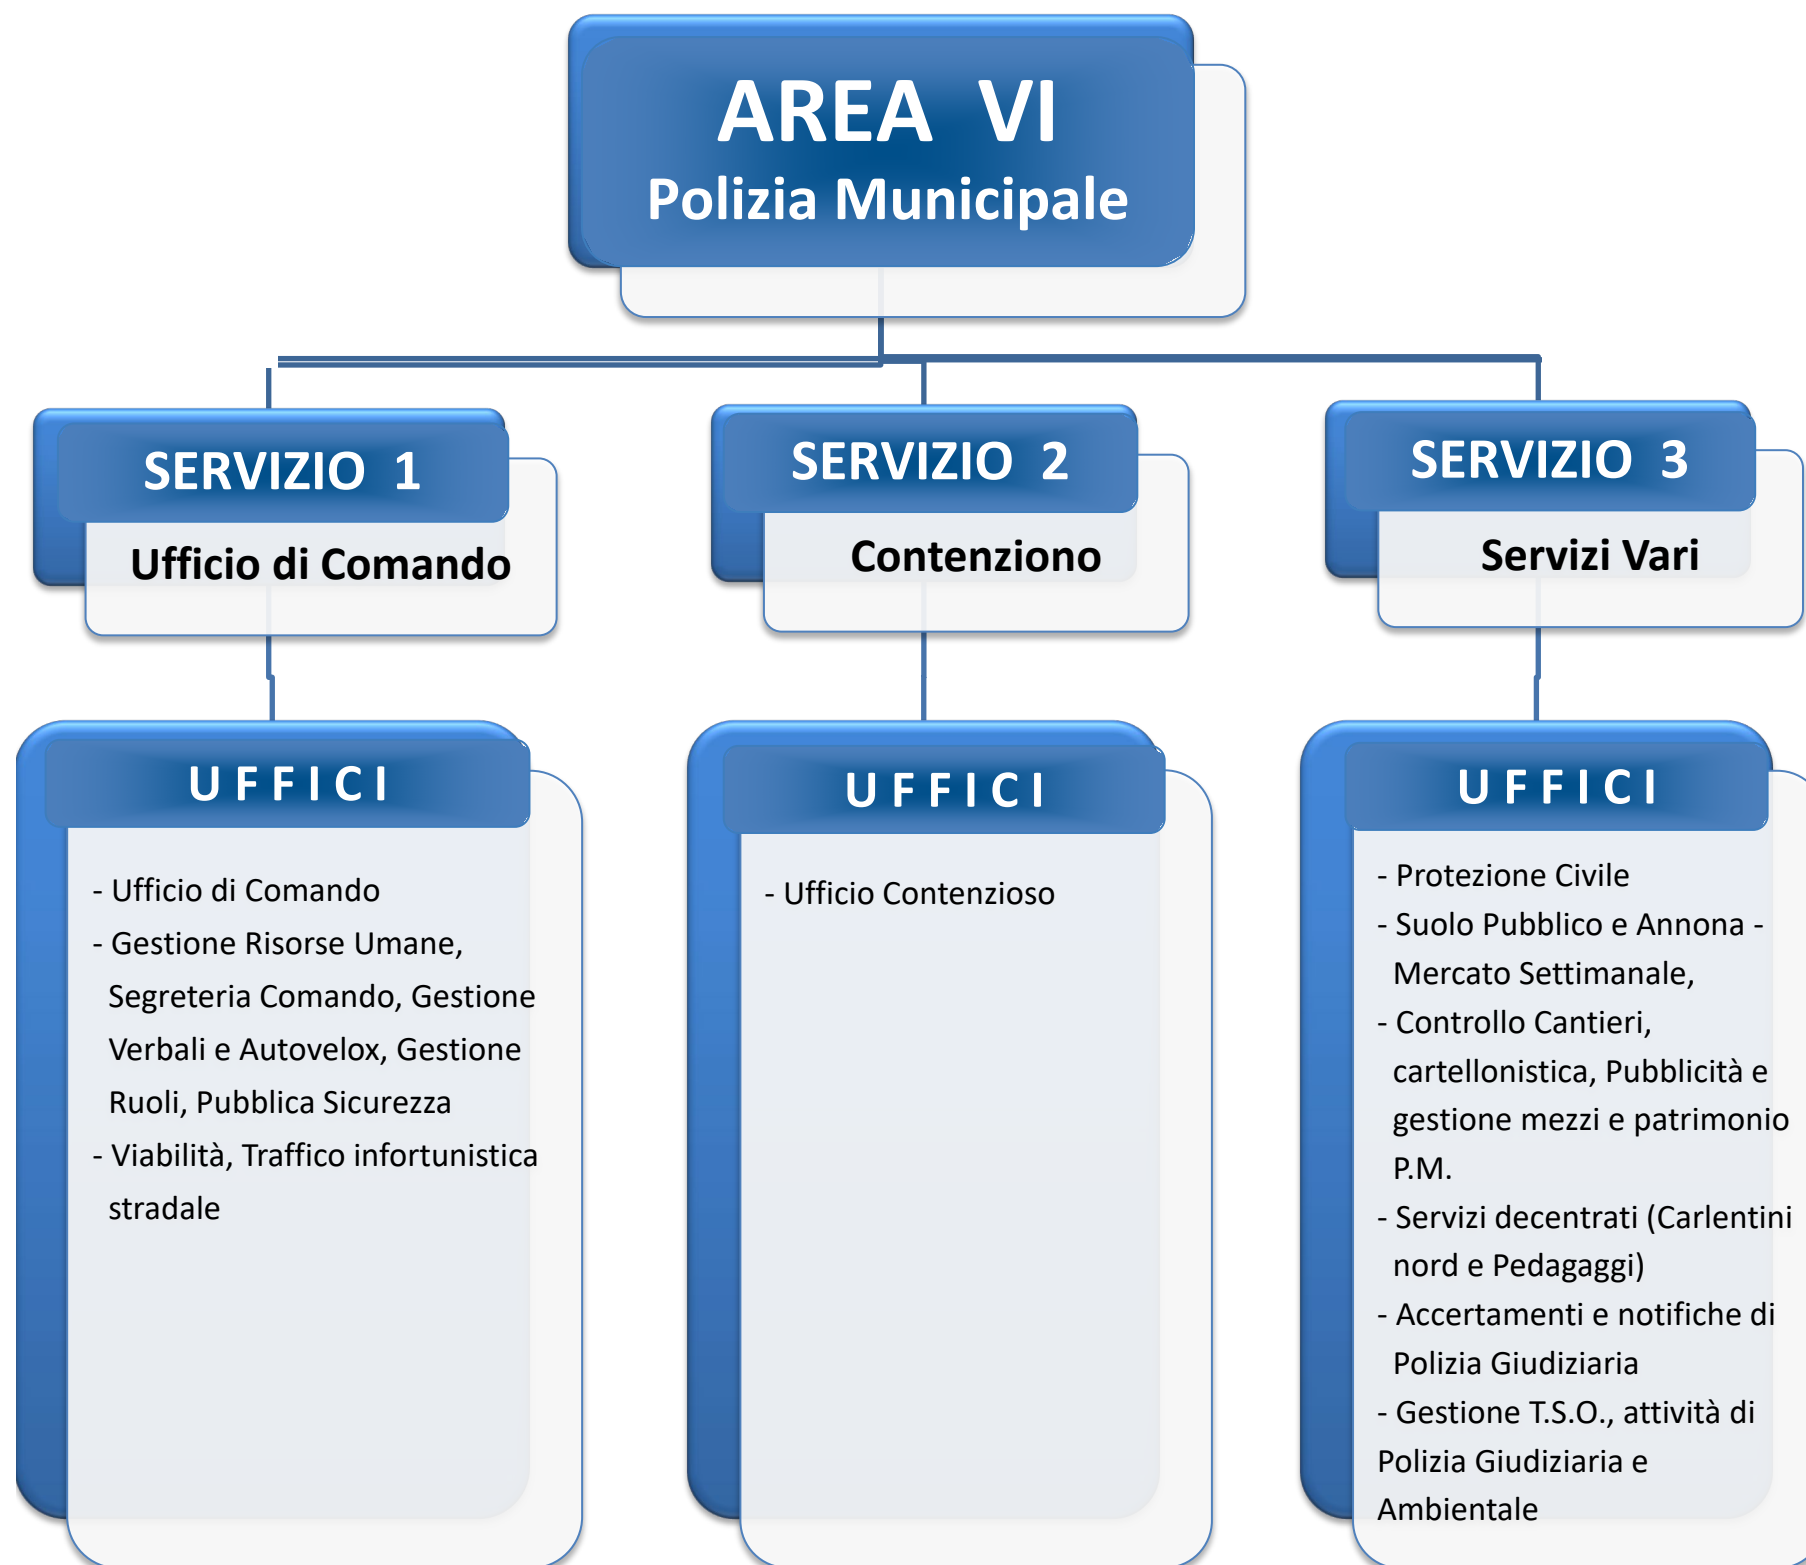 AREA VI
Polizia Municipale
SERVIZIO 1
Ufficio di Comando
SERVIZIO 2
Contenziono
SERVIZIO 3
Servizi Vari
U F F I C I
- Ufficio di Comando
- Gestione Risorse Umane,
Segreteria Comando, Gestione
Verbali e Autovelox, Gestione
Ruoli, Pubblica Sicurezza
- Viabilità, Traffico infortunistica
stradale
U F F I C I
- Ufficio Contenzioso
U F F I C I
- Protezione Civile
- Suolo Pubblico e Annona -
Mercato Settimanale,
- Controllo Cantieri,
cartellonistica, Pubblicità e
gestione mezzi e patrimonio
P.M.
- Servizi decentrati (Carlentini
nord e Pedagaggi)
- Accertamenti e notifiche di
Polizia Giudiziaria
- Gestione T.S.O., attività di
Polizia Giudiziaria e
Ambientale